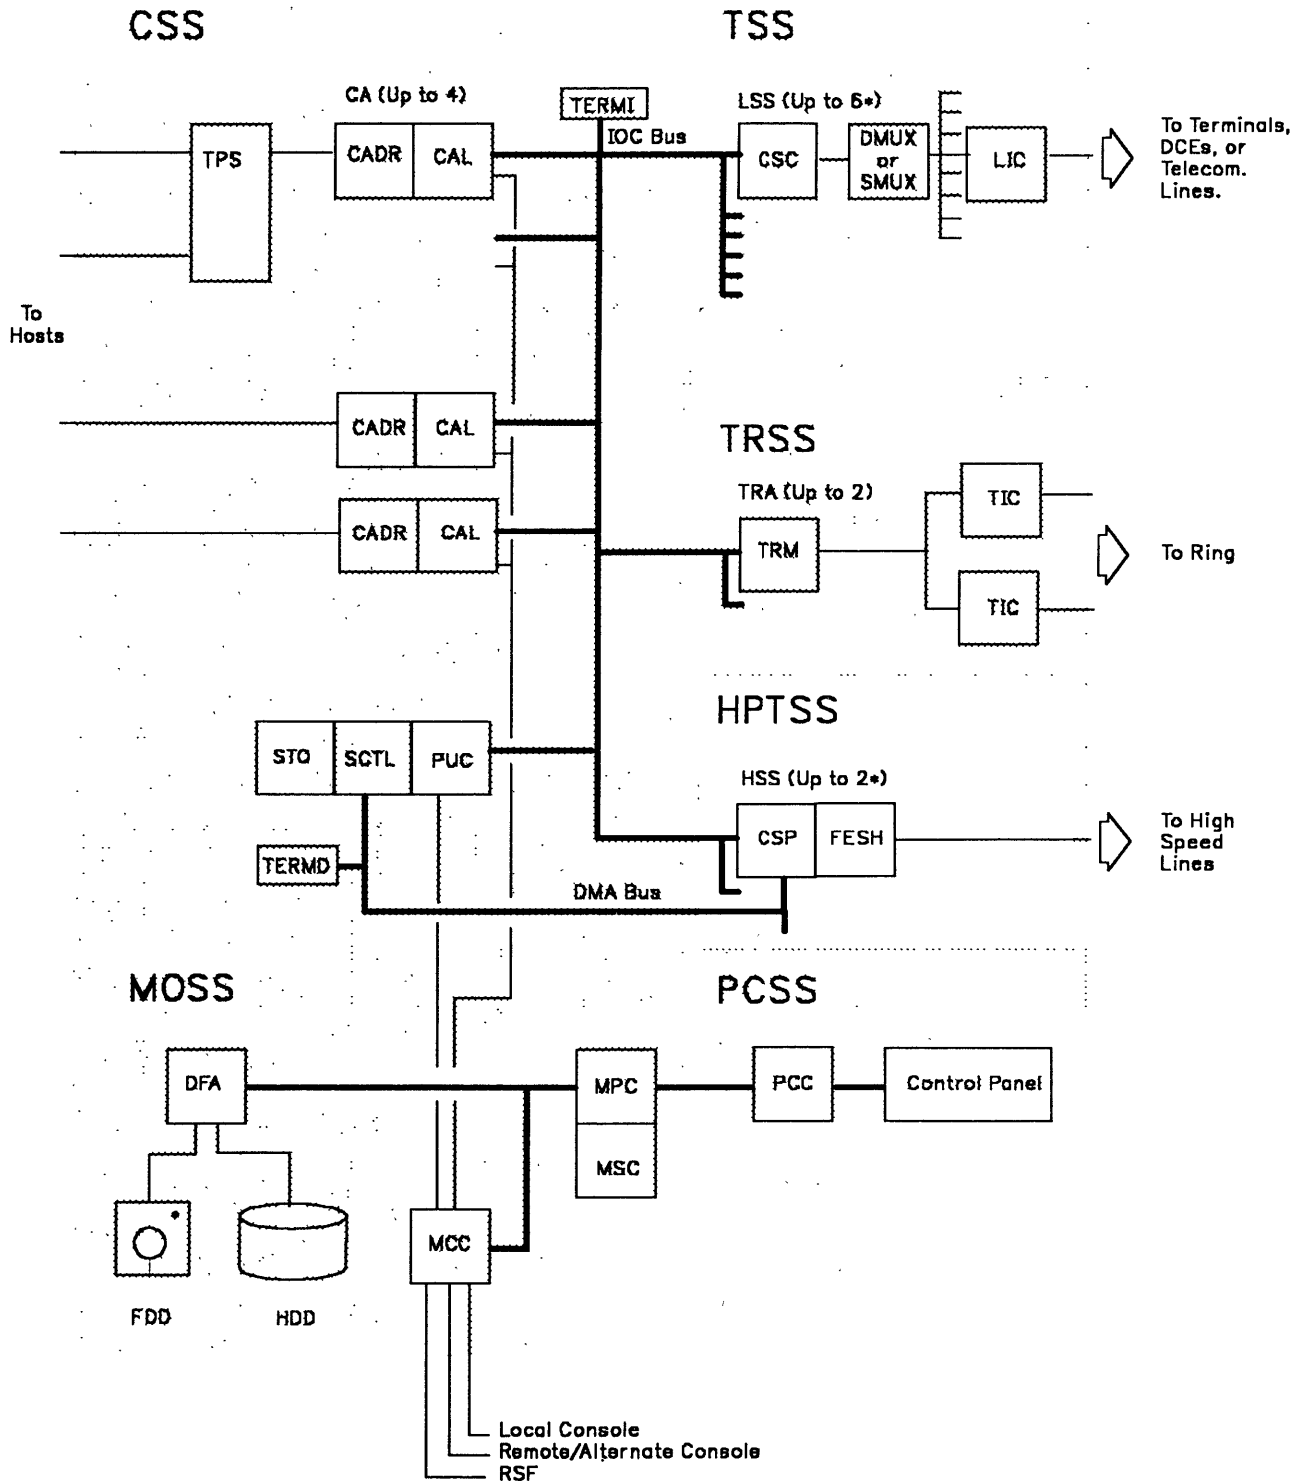 CSS
TSS
CA (Up to 4)
TERMI
LSS (Up to 6*)
IOC Bus
TPS
CADR
CAL
CSC
DMUX
or
SMUX
LIC
To Terminals,
DCEs, or
Telecom.
Lines.
To
Hosts
CADR
CAL
TRSS
TRA (Up to 2)
TIC
CADR
CAL
TRM
To Ring
TIC
HPTSS
STO
SCTL
PUC
HSS (Up to 2*)
CSP
FESH
To High
Speed
Lines
TERMD
DMA Bus
MOSS
PCSS
DFA
MPC
PCC
Control Panel
MSC
MCC
FDD
HDD
Local Console
Remote/Alternate Console
RSF